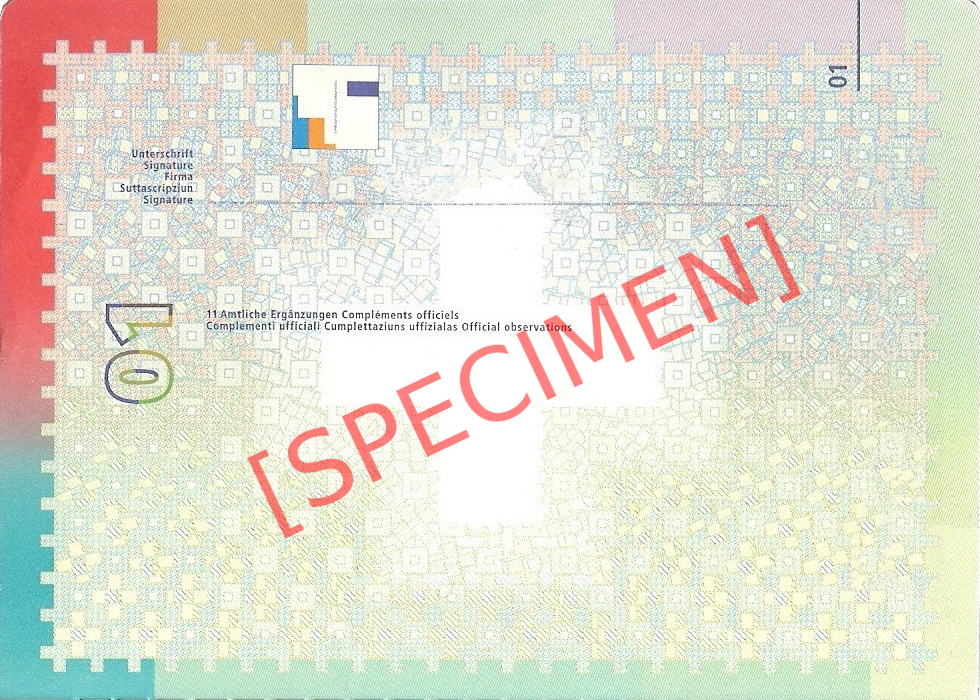 01
Unterschrift
Signature
Firma
Suttascripziun
Signature
01
11 Amtliche Ergänzungen Compléments officiels
Complementi ufficiali Cumplettaziuns uffizialas Official observations
[SPECIMEN]